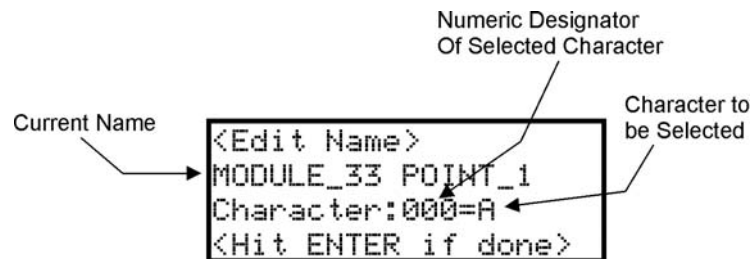 Numeric Designator
Of Selected Character
Character to
be Selected
Current Name
<Edit Name>
MODULE_33 POINT_1
Character:000=A
<Hit ENTER if done>